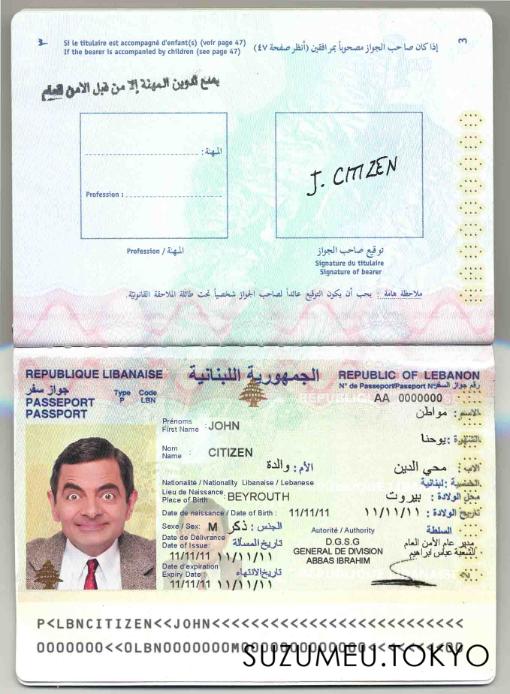 3
Si le titulaire est accompagné d'enfant(s) (voir page 47)
If the bearer is accompanied by children (see page 47)
إذا كان صاحب الجواز مصحوباً بمرافقين (أنظر صفحة ٤٧)
٣
يمنع تدوين المهنة إلا من قبل الامن العام
المهنة :
Profession :
J. CITIZEN
Profession / المهنة
توقيع صاحب الجواز
Signature du titulaire
Signature of bearer
ملاحظة هامة : يجب أن يكون التوقيع عائداً لصاحب الجواز شخصياً تحت طائلة الملاحقة القانونيّة.
REPUBLIQUE LIBANAISE
الجمهورية اللبنانية
REPUBLIC OF LEBANON
جواز سفر
PASSEPORT
PASSPORT
Type Code
P LBN
N° de Passeport/Passport N°
رقم جواز السفر
AA 0000000
Prénoms
First Name : JOHN
الاسم: مواطن
Nom
Name : CITIZEN
الشهرة: يوحنا
الأم: والدة
الاب : محي الدين
Nationalité / Nationality Libanaise / Lebanese
الجنسية : لبنانية
Lieu de Naissance
Place of Birth : BEYROUTH
محل الولادة : بيروت
Date de naissance / Date of Birth : 11/11/11
تاريخ الولادة : ١١/١١/١١
Sexe / Sex: M
الجنس: ذكر
Autorité / Authority
السلطة
Date de Délivrance
Date of Issue:
تاريخ المسألة
11/11/11 ١١/١١/١١
D.G.S.G
GENERAL DE DIVISION
ABBAS IBRAHIM
مدير عام الأمن العام
عباس ابراهيم
Date d'expiration
Expiry Date :
تاريخ الانتهاء
11/11/11 ١١/١١/١١
P<LBNCITIZEN<<JOHN<<<<<<<<<<<<<<<<<<<<<<<<<<
SUZUMEU.TOKYO